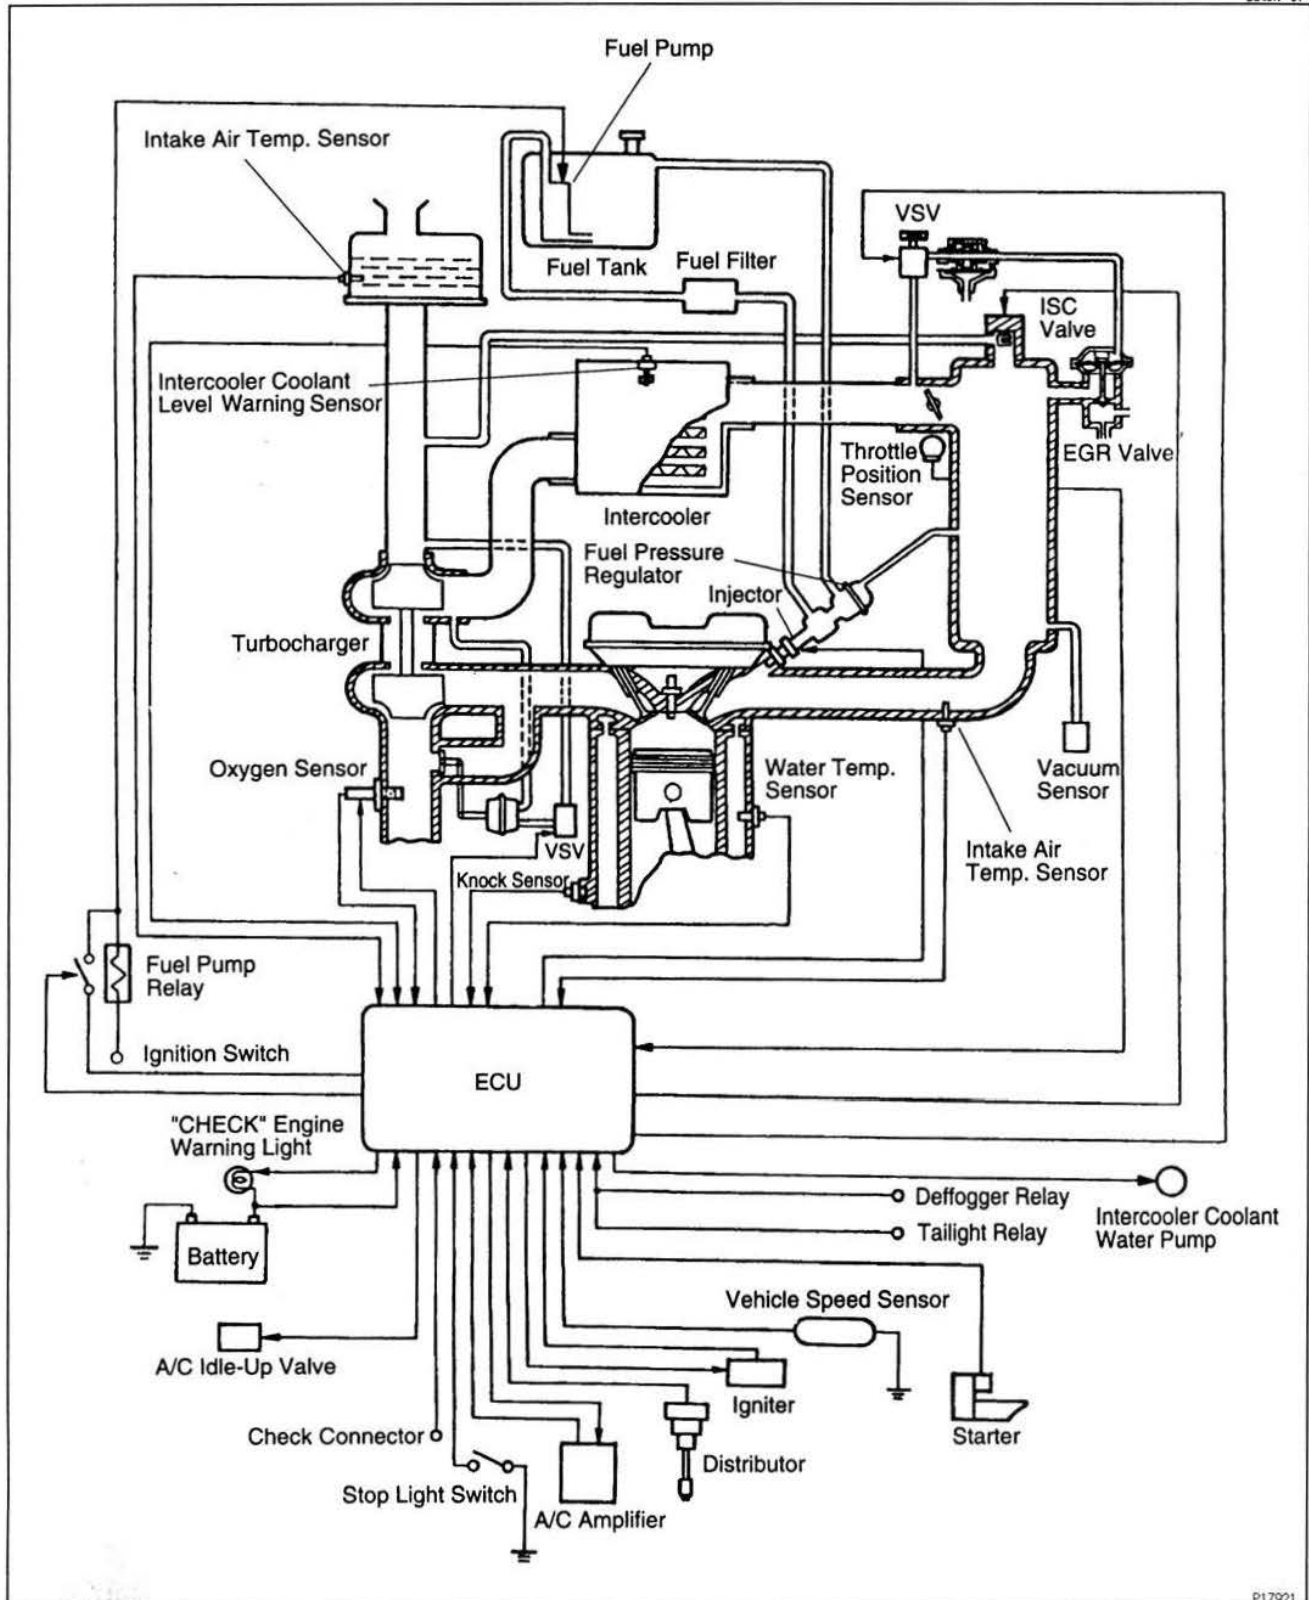 Fuel Pump
Intake Air Temp. Sensor
VSV
Fuel Tank
Fuel Filter
ISC
Valve
Intercooler Coolant
Level Warning Sensor
Throttle
Position
Sensor
EGR Valve
Intercooler
Fuel Pressure
Regulator
Injector
Turbocharger
Oxygen Sensor
Water Temp.
Sensor
Vacuum
Sensor
VSV
Intake Air
Temp. Sensor
Knock Sensor
Fuel Pump
Relay
Ignition Switch
ECU
"CHECK" Engine
Warning Light
Deffogger Relay
Intercooler Coolant
Water Pump
Tailight Relay
Battery
Vehicle Speed Sensor
A/C Idle-Up Valve
Igniter
Check Connector
Starter
Distributor
Stop Light Switch
A/C Amplifier
P17921